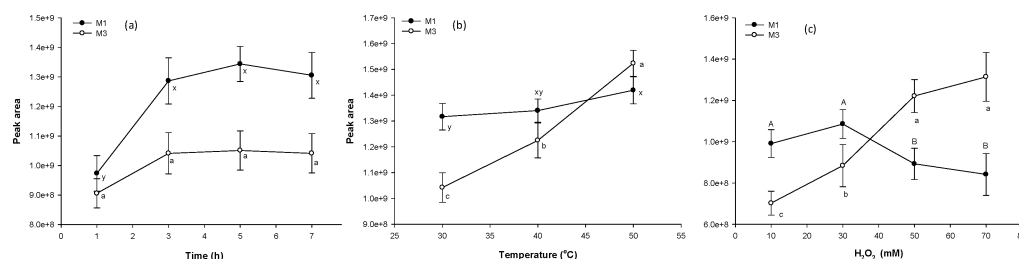 M1
M3
(a)
1.5e+9
1.4e+9
1.3e+9
1.2e+9
1.1e+9
1.0e+9
9.0e+8
8.0e+8
Peak area
x
x
x
y
a
a
a
a
0 1 2 3 4 5 6 7
Time (h)
M1
M3
(b)
1.7e+9
1.6e+9
1.5e+9
1.4e+9
1.3e+9
1.2e+9
1.1e+9
1.0e+9
9.0e+8
Peak area
y
xy
x
a
b
c
25 30 35 40 45 50 55
Temperature (°C)
M1
M3
(c)
1.6e+9
1.4e+9
1.2e+9
1.0e+9
8.0e+8
6.0e+8
Peak area
A
A
B
B
a
a
b
c
0 10 20 30 40 50 60 70 80
H₂O₂ (mM)